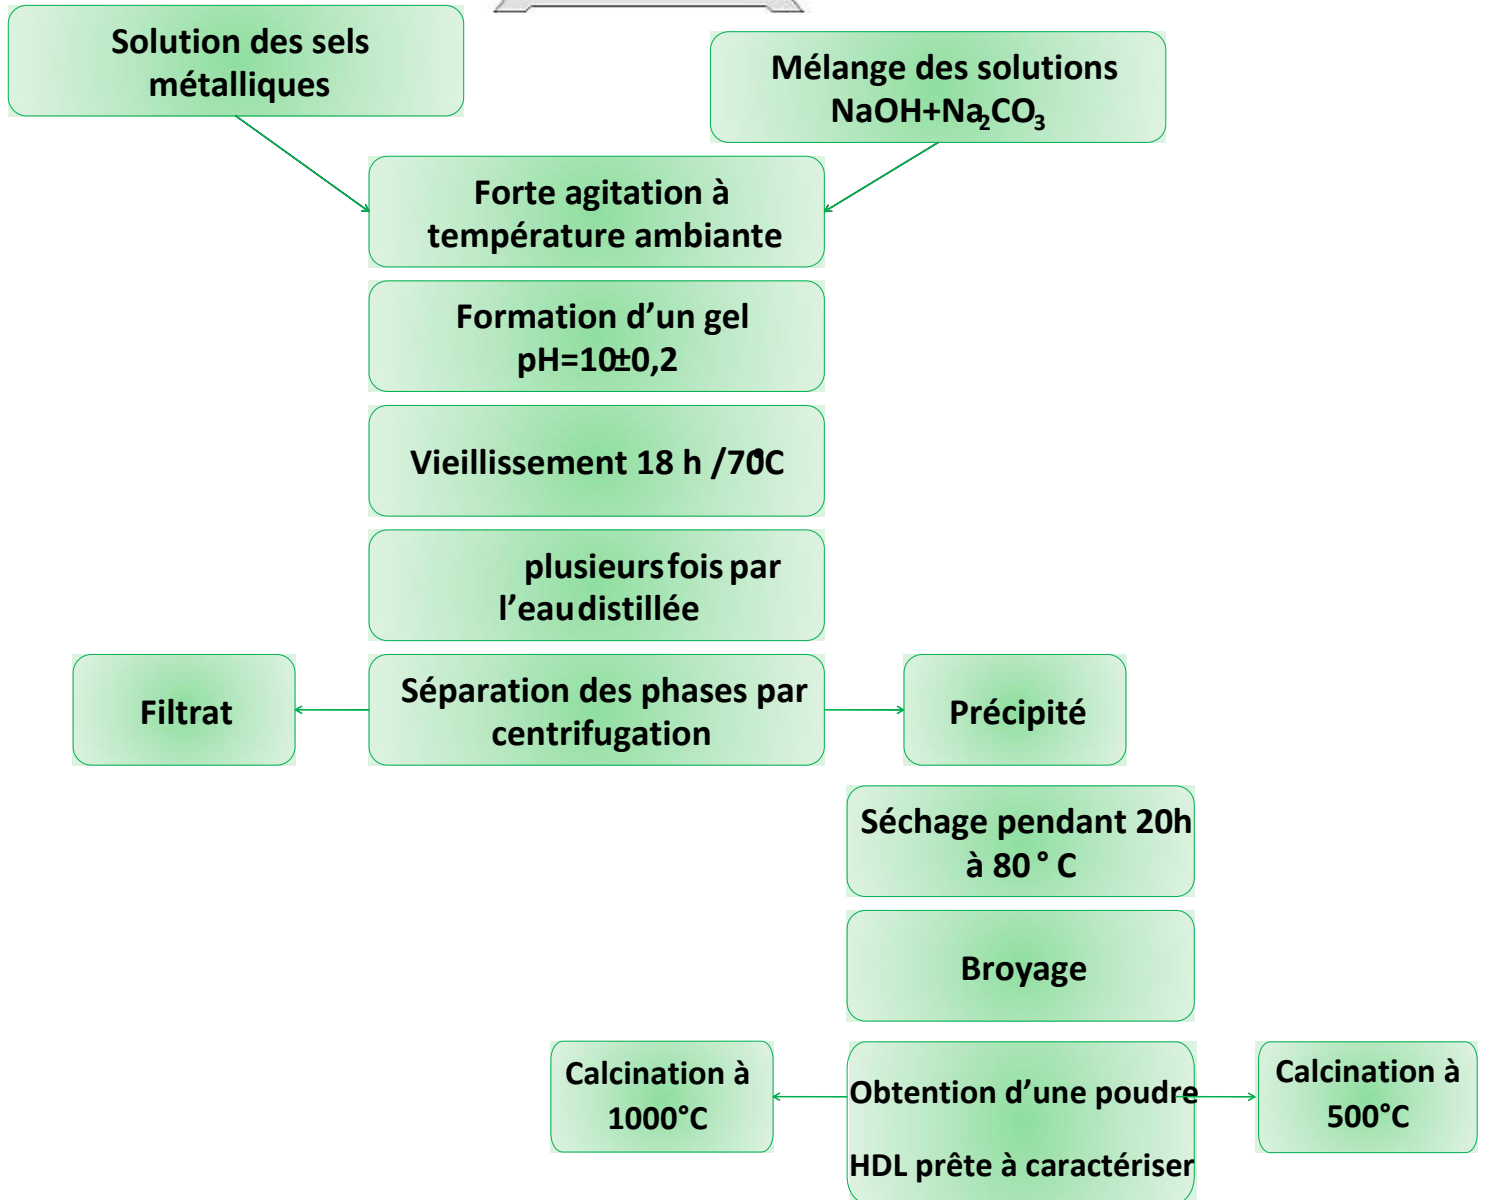 Solution des sels
métalliques
Mélange des solutions
NaOH+Na₂CO₃
Forte agitation à
température ambiante
Formation d’un gel
pH=10±0,2
Vieillissement 18 h /70°C
plusieurs fois par
l’eau distillée
Filtrat
Séparation des phases par
centrifugation
Précipité
Séchage pendant 20h
à 80 ° C
Broyage
Calcination à
1000°C
Obtention d’une poudre
HDL prête à caractériser
Calcination à
500°C